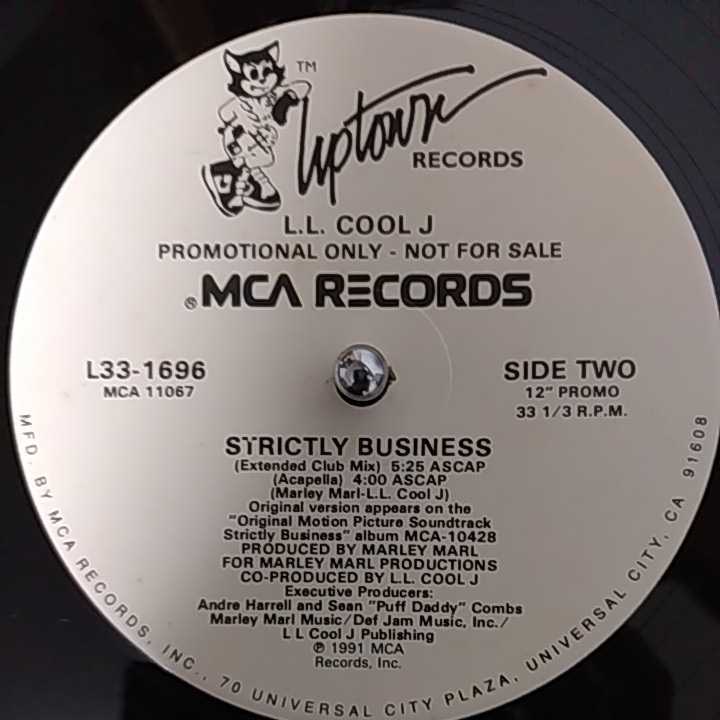 TM
Uptown
RECORDS
L.L. COOL J
PROMOTIONAL ONLY - NOT FOR SALE
® MCA RECORDS
L33-1696
MCA 11067
SIDE TWO
12" PROMO
33 1/3 R.P.M.
STRICTLY BUSINESS
(Extended Club Mix) 5:25 ASCAP
(Acapella) 4:00 ASCAP
(Marley Marl-L.L. Cool J)
Original version appears on the
"Original Motion Picture Soundtrack
Strictly Business" album MCA-10428
PRODUCED BY MARLEY MARL
FOR MARLEY MARL PRODUCTIONS
CO-PRODUCED BY L.L. COOL J
Executive Producers:
Andre Harrell and Sean "Puff Daddy" Combs
Marley Marl Music/Def Jam Music, Inc./
L L Cool J Publishing
℗ 1991 MCA
Records, Inc.
MFD. BY MCA RECORDS, INC., 70 UNIVERSAL CITY PLAZA, UNIVERSAL CITY, CA 91608